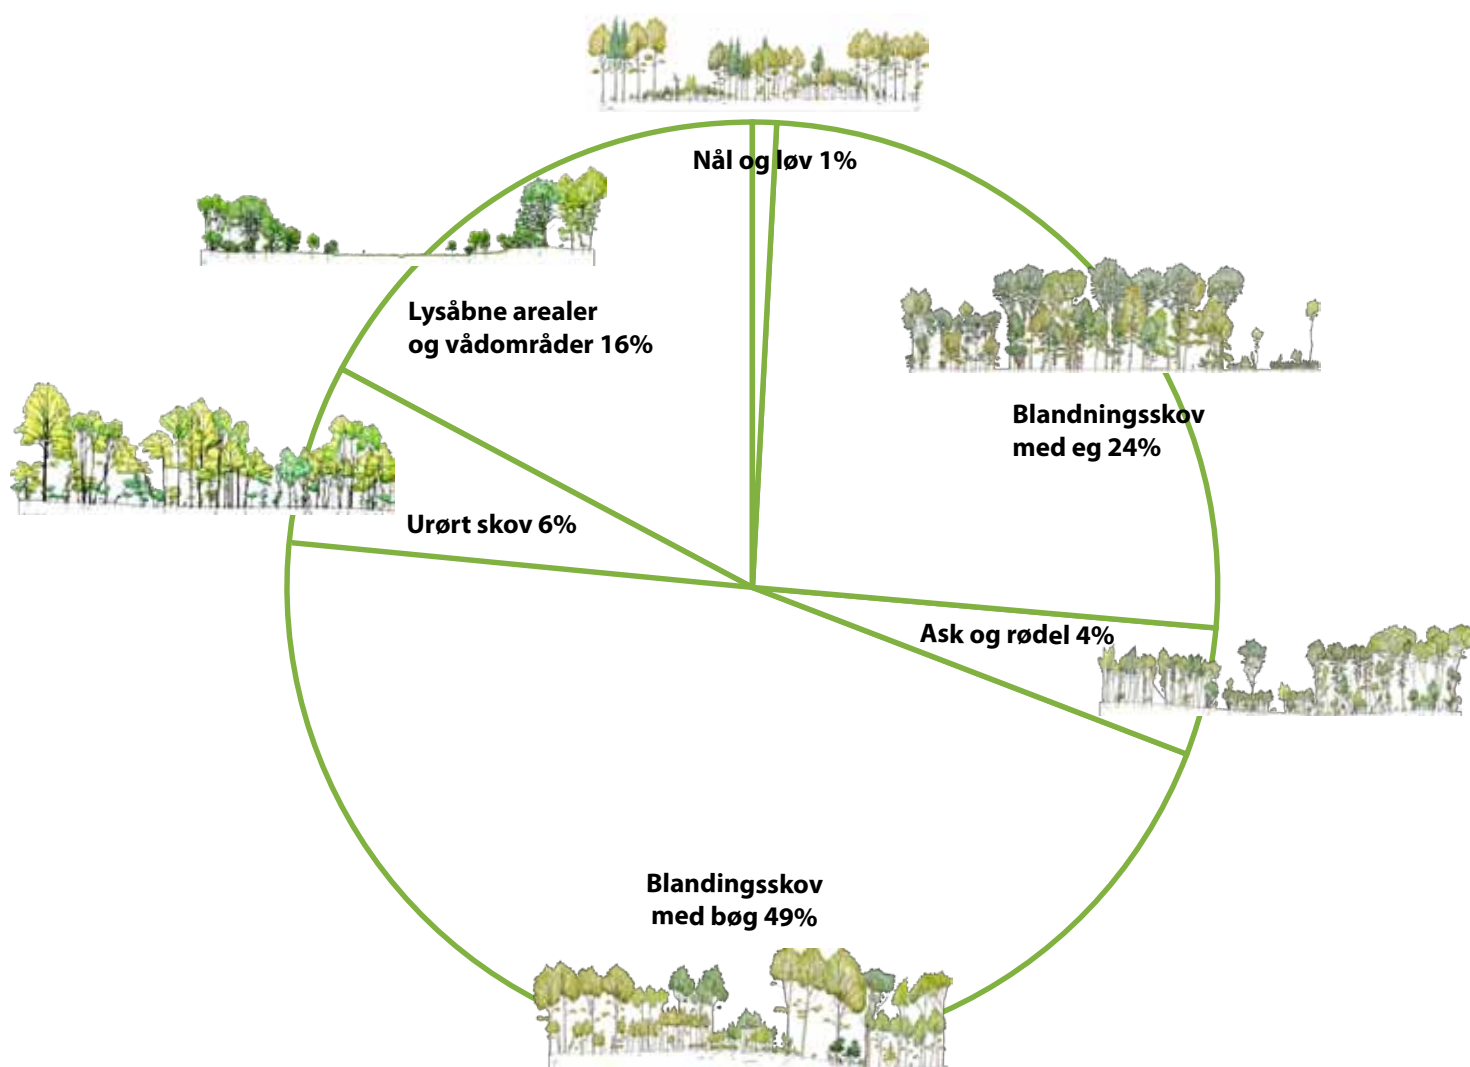 Nål og løv 1%
Lysåbne arealer
og vådområder 16%
Blandningsskov
med eg 24%
Urørt skov 6%
Ask og rødel 4%
Blandingsskov
med bøg 49%